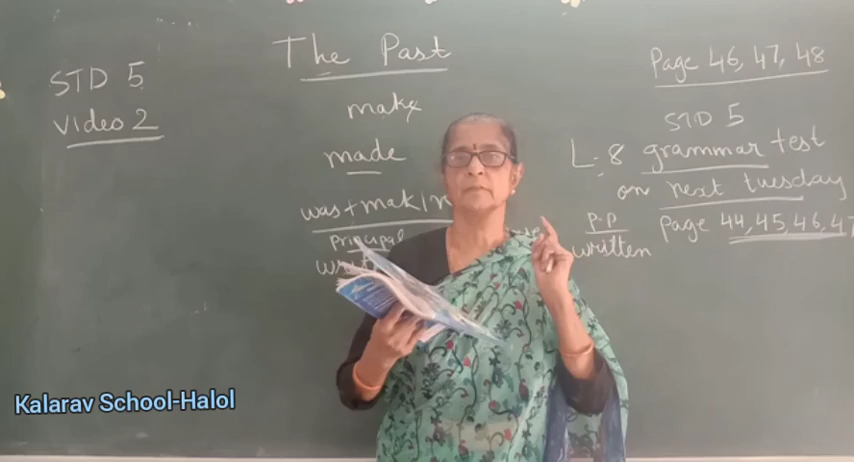 The Past
STD 5
Video 2
make
made
was+making
principal
Page 46, 47, 48
STD 5
L:8 grammar test
on next tuesday
page 44, 45, 46, 47
p.p
written
Kalarav School-Halol